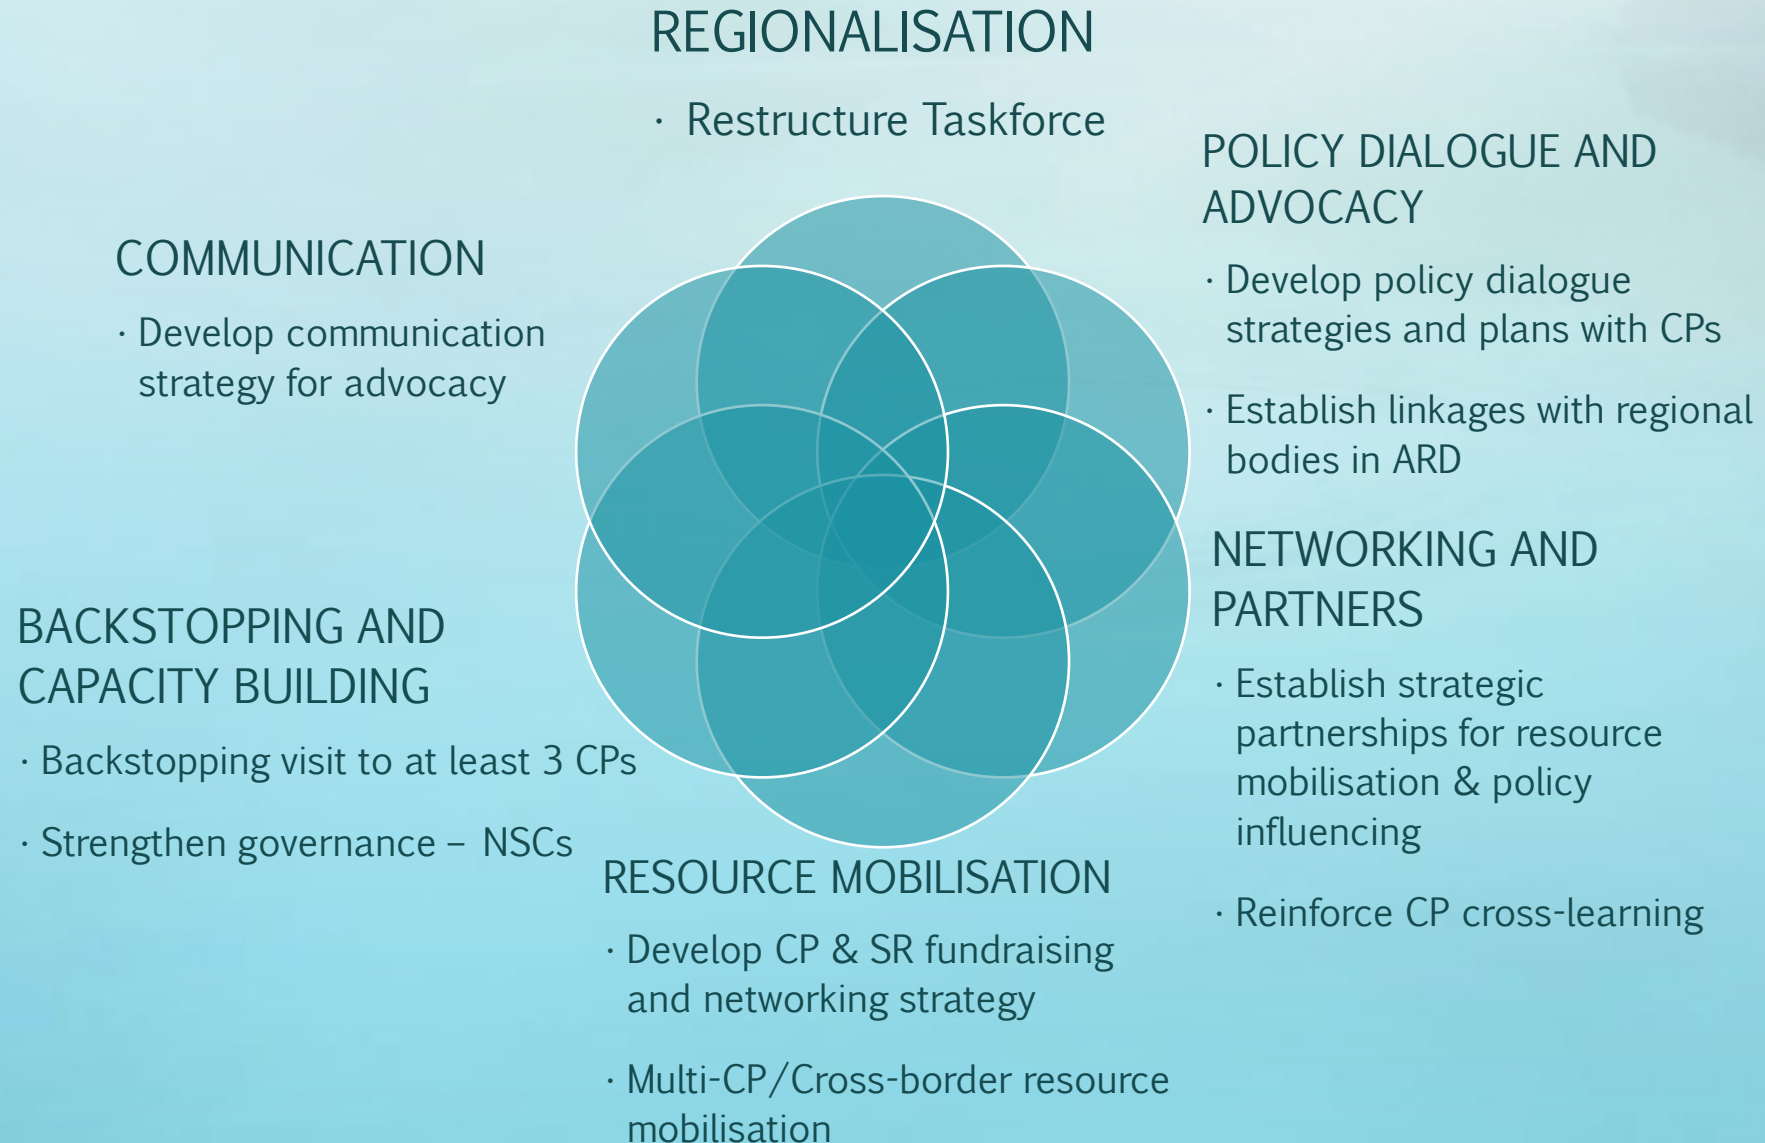 REGIONALISATION
· Restructure Taskforce
POLICY DIALOGUE AND
ADVOCACY
· Develop policy dialogue
strategies and plans with CPs
· Establish linkages with regional
bodies in ARD
NETWORKING AND
PARTNERS
· Establish strategic
partnerships for resource
mobilisation & policy
influencing
· Reinforce CP cross-learning
RESOURCE MOBILISATION
· Develop CP & SR fundraising
and networking strategy
· Multi-CP/Cross-border resource
mobilisation
BACKSTOPPING AND
CAPACITY BUILDING
· Backstopping visit to at least 3 CPs
· Strengthen governance – NSCs
COMMUNICATION
· Develop communication
strategy for advocacy